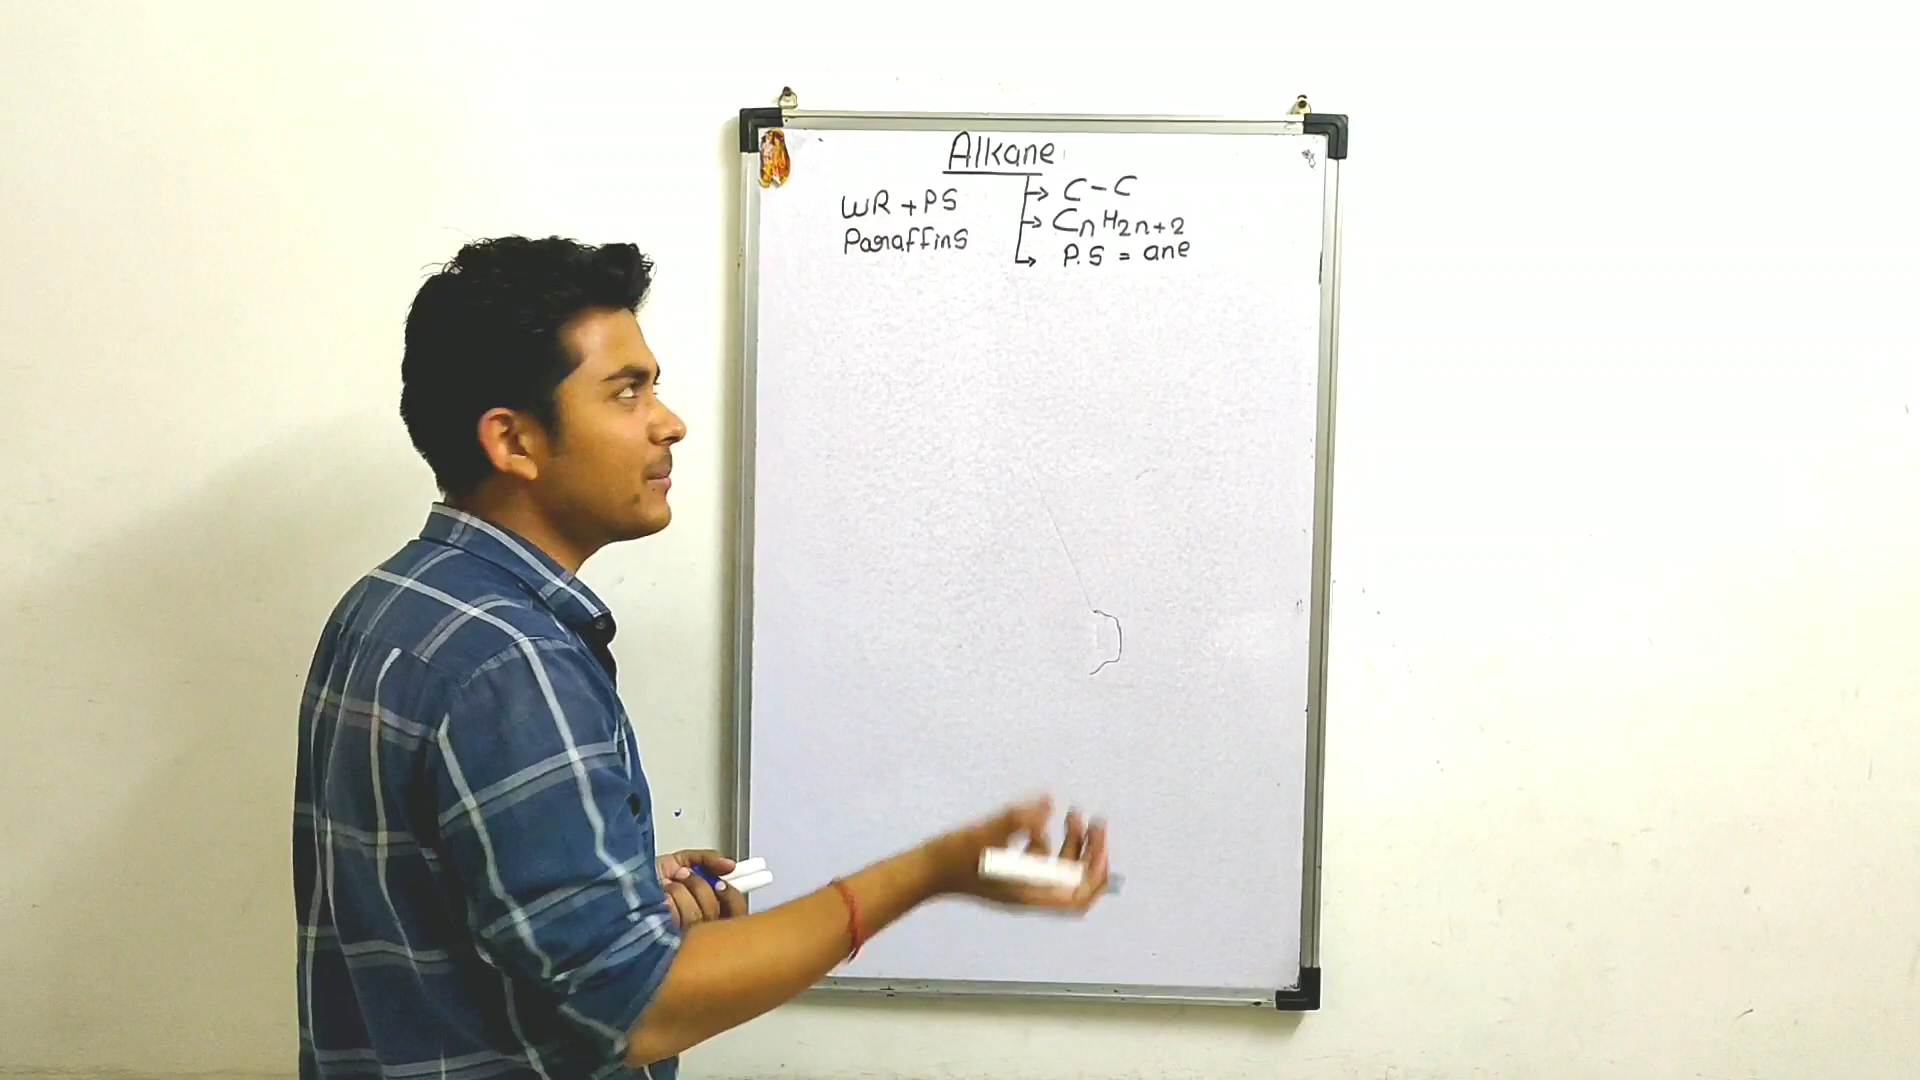 Alkane
WR + PS
Paraffins
C-C
CnH2n+2
P.S = ane